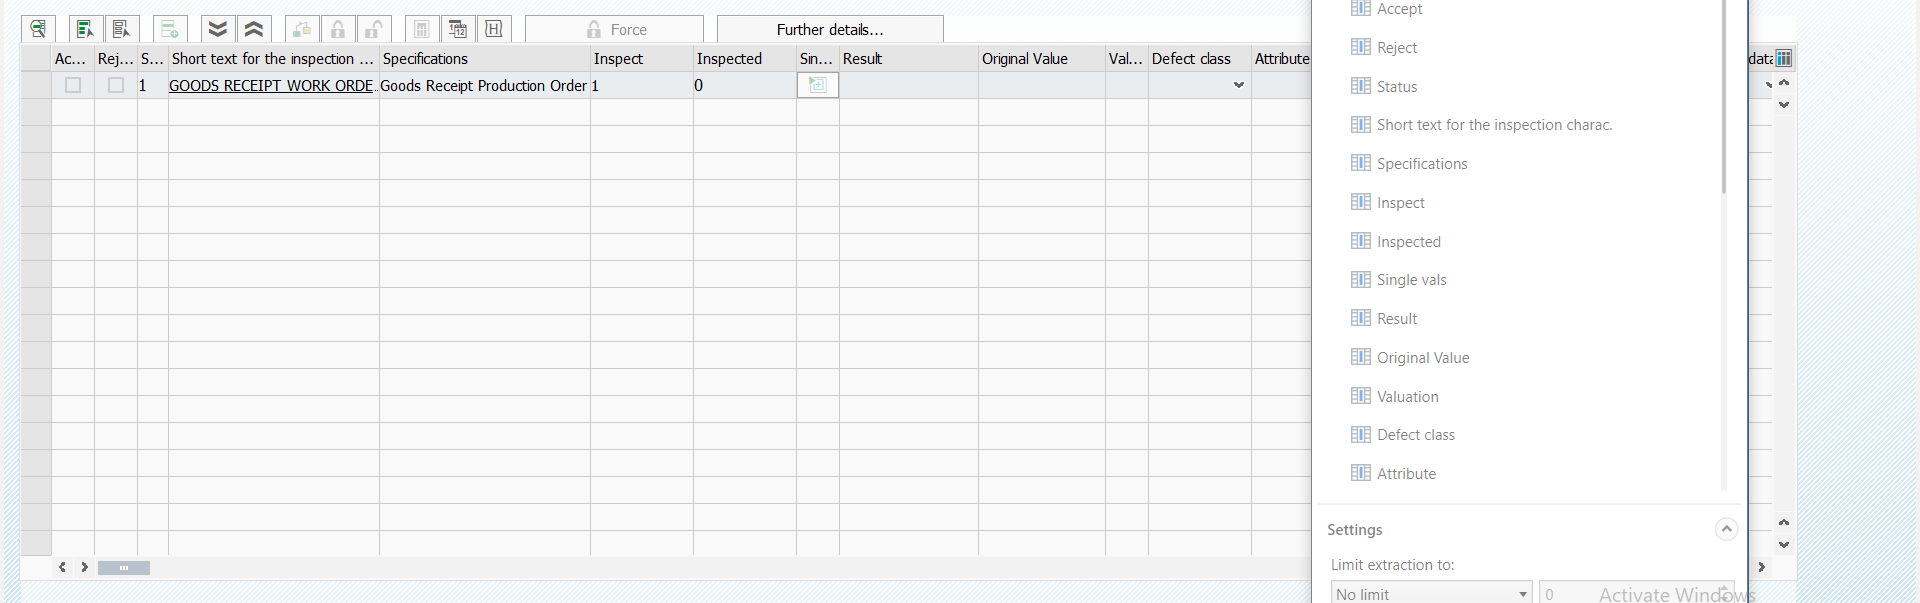 Force
Further details...
Ac... Rej... S... Short text for the inspection ... Specifications Inspect Inspected Sin... Result Original Value Val... Defect class Attribute data
1 GOODS RECEIPT WORK ORDE... Goods Receipt Production Order 1 0
Accept
Reject
Status
Short text for the inspection charac.
Specifications
Inspect
Inspected
Single vals
Result
Original Value
Valuation
Defect class
Attribute
Settings
Limit extraction to:
No limit 0
Activate Windows